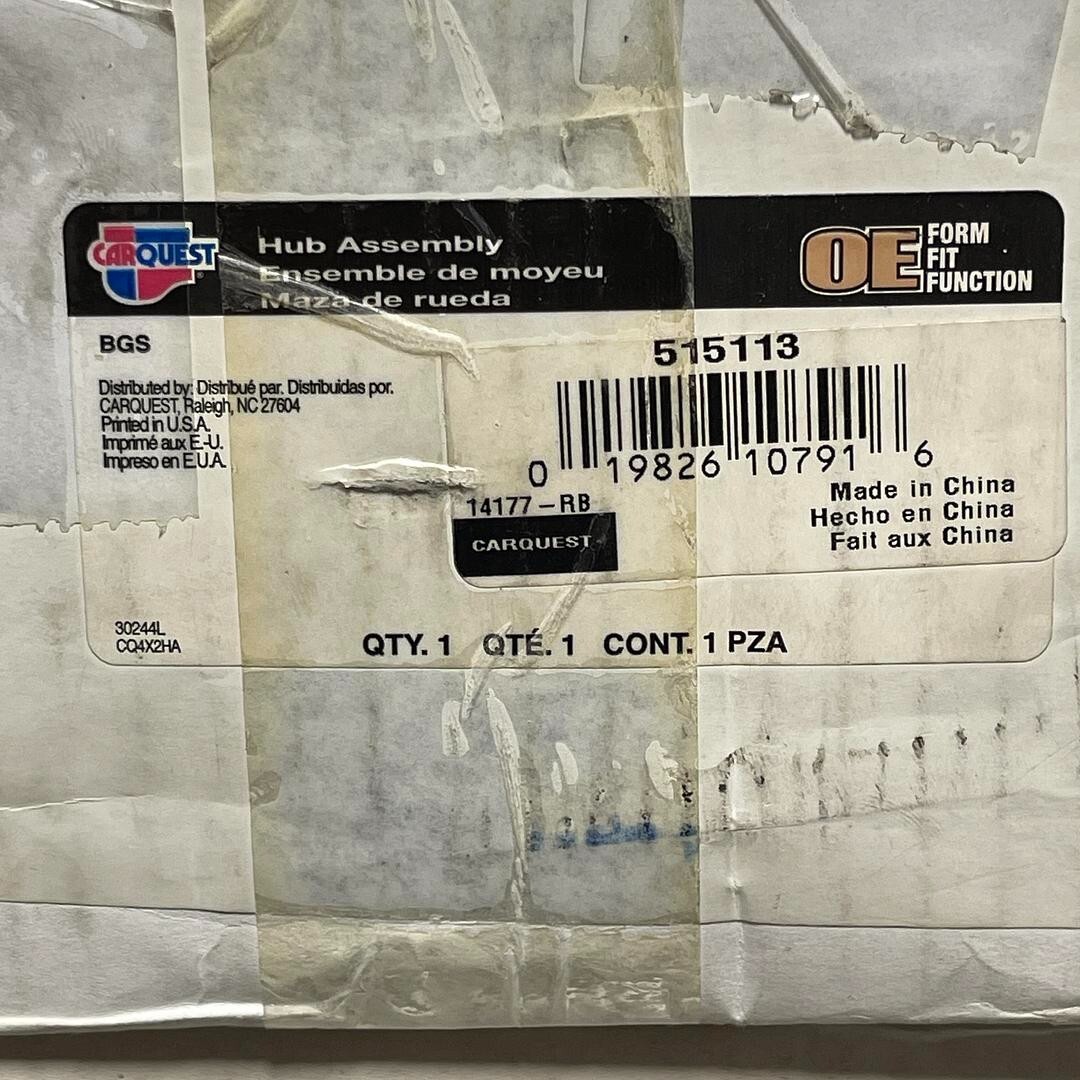 CARQUEST
Hub Assembly
Ensemble de moyeu
Maza de rueda
OE FORM
FIT
FUNCTION
BGS
Distributed by: Distribué par. Distribuidas por.
CARQUEST, Raleigh, NC 27604
Printed in U.S.A.
Imprimé aux E.-U.
Impreso en E.U.A.
515113
0 19826 10791 6
14177-RB
CARQUEST
Made in China
Hecho en China
Fait aux China
30244L
CQ4X2HA
QTY. 1 QTÉ. 1 CONT. 1 PZA